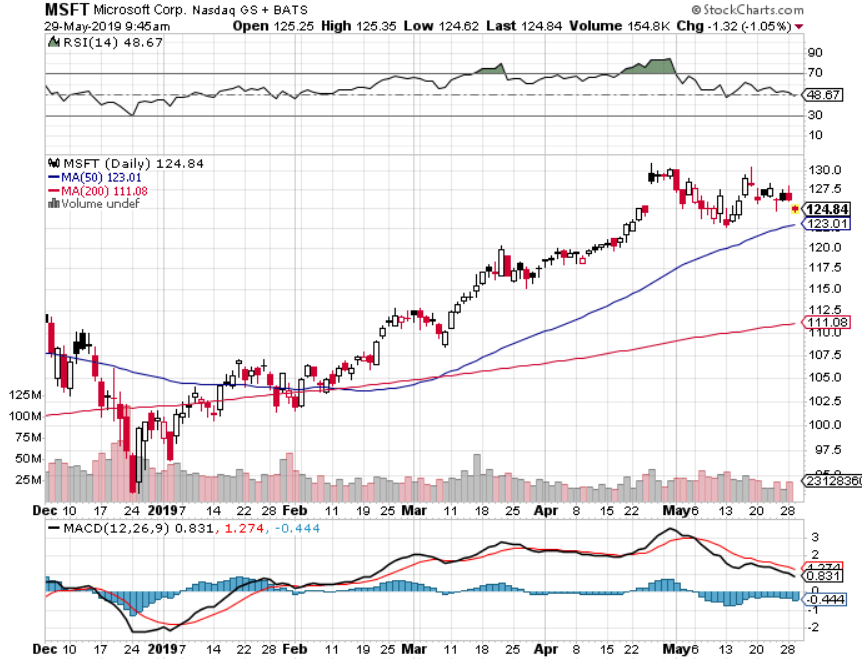 MSFT Microsoft Corp. Nasdaq GS + BATS © StockCharts.com
29-May-2019 9:45am Open 125.25 High 125.35 Low 124.62 Last 124.84 Volume 154.8K Chg -1.32 (-1.05%)
RSI(14) 48.67
90
70
48.67
30
10
MSFT (Daily) 124.84
MA(50) 123.01
MA(200) 111.08
Volume undef
130.0
127.5
124.84
123.01
120.0
117.5
115.0
112.5
111.08
110.0
107.5
105.0
102.5
100.0
97.5
95.0
23128360
125M
100M
75M
50M
25M
Dec 10 17 24 2019 7 14 22 28 Feb 11 19 25 Mar 11 18 25 Apr 8 15 22 May 6 13 20 28
MACD(12,26,9) 0.831, 1.274, -0.444
3
2
1.274
0.831
-0.444
-1
-2
Dec 10 17 24 2019 7 14 22 28 Feb 11 19 25 Mar 11 18 25 Apr 8 15 22 May 6 13 20 28